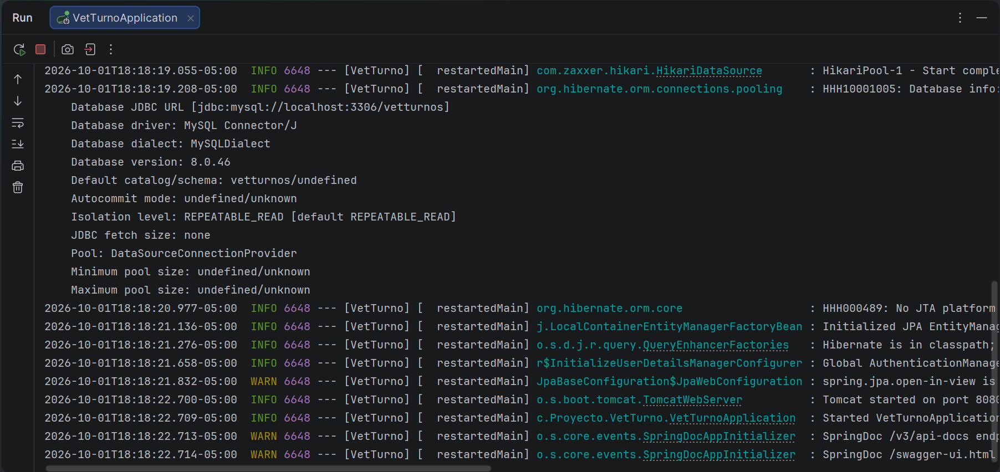 Run VetTurnoApplication
2026-10-01T18:18:19.055-05:00  INFO 6648 --- [VetTurno] [  restartedMain] com.zaxxer.hikari.HikariDataSource       : HikariPool-1 - Start comple
2026-10-01T18:18:19.208-05:00  INFO 6648 --- [VetTurno] [  restartedMain] org.hibernate.orm.connections.pooling    : HHH10001005: Database info:
    Database JDBC URL [jdbc:mysql://localhost:3306/vetturnos]
    Database driver: MySQL Connector/J
    Database dialect: MySQLDialect
    Database version: 8.0.46
    Default catalog/schema: vetturnos/undefined
    Autocommit mode: undefined/unknown
    Isolation level: REPEATABLE_READ [default REPEATABLE_READ]
    JDBC fetch size: none
    Pool: DataSourceConnectionProvider
    Minimum pool size: undefined/unknown
    Maximum pool size: undefined/unknown
2026-10-01T18:18:20.977-05:00  INFO 6648 --- [VetTurno] [  restartedMain] org.hibernate.orm.core                   : HHH000489: No JTA platform
2026-10-01T18:18:21.136-05:00  INFO 6648 --- [VetTurno] [  restartedMain] j.LocalContainerEntityManagerFactoryBean : Initialized JPA EntityManag
2026-10-01T18:18:21.276-05:00  INFO 6648 --- [VetTurno] [  restartedMain] o.s.d.j.r.query.QueryEnhancerFactories   : Hibernate is in classpath;
2026-10-01T18:18:21.658-05:00  INFO 6648 --- [VetTurno] [  restartedMain] r$InitializeUserDetailsManagerConfigurer : Global AuthenticationManage
2026-10-01T18:18:21.832-05:00  WARN 6648 --- [VetTurno] [  restartedMain] JpaBaseConfiguration$JpaWebConfiguration : spring.jpa.open-in-view is
2026-10-01T18:18:22.700-05:00  INFO 6648 --- [VetTurno] [  restartedMain] o.s.boot.tomcat.TomcatWebServer          : Tomcat started on port 8080
2026-10-01T18:18:22.709-05:00  INFO 6648 --- [VetTurno] [  restartedMain] c.Proyecto.VetTurno.VetTurnoApplication  : Started VetTurnoApplication
2026-10-01T18:18:22.713-05:00  WARN 6648 --- [VetTurno] [  restartedMain] o.s.core.events.SpringDocAppInitializer  : SpringDoc /v3/api-docs endp
2026-10-01T18:18:22.714-05:00  WARN 6648 --- [VetTurno] [  restartedMain] o.s.core.events.SpringDocAppInitializer  : SpringDoc /swagger-ui.html